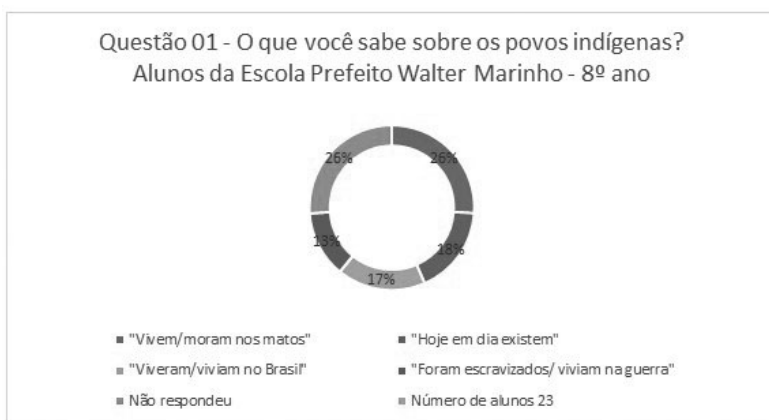 Questão 01 - O que você sabe sobre os povos indígenas?
Alunos da Escola Prefeito Walter Marinho - 8º ano
26%
26%
13%
18%
17%
"Vivem/moram nos matos"
"Hoje em dia existem"
"Viveram/viviam no Brasil"
"Foram escravizados/ viviam na guerra"
Não respondeu
Número de alunos 23